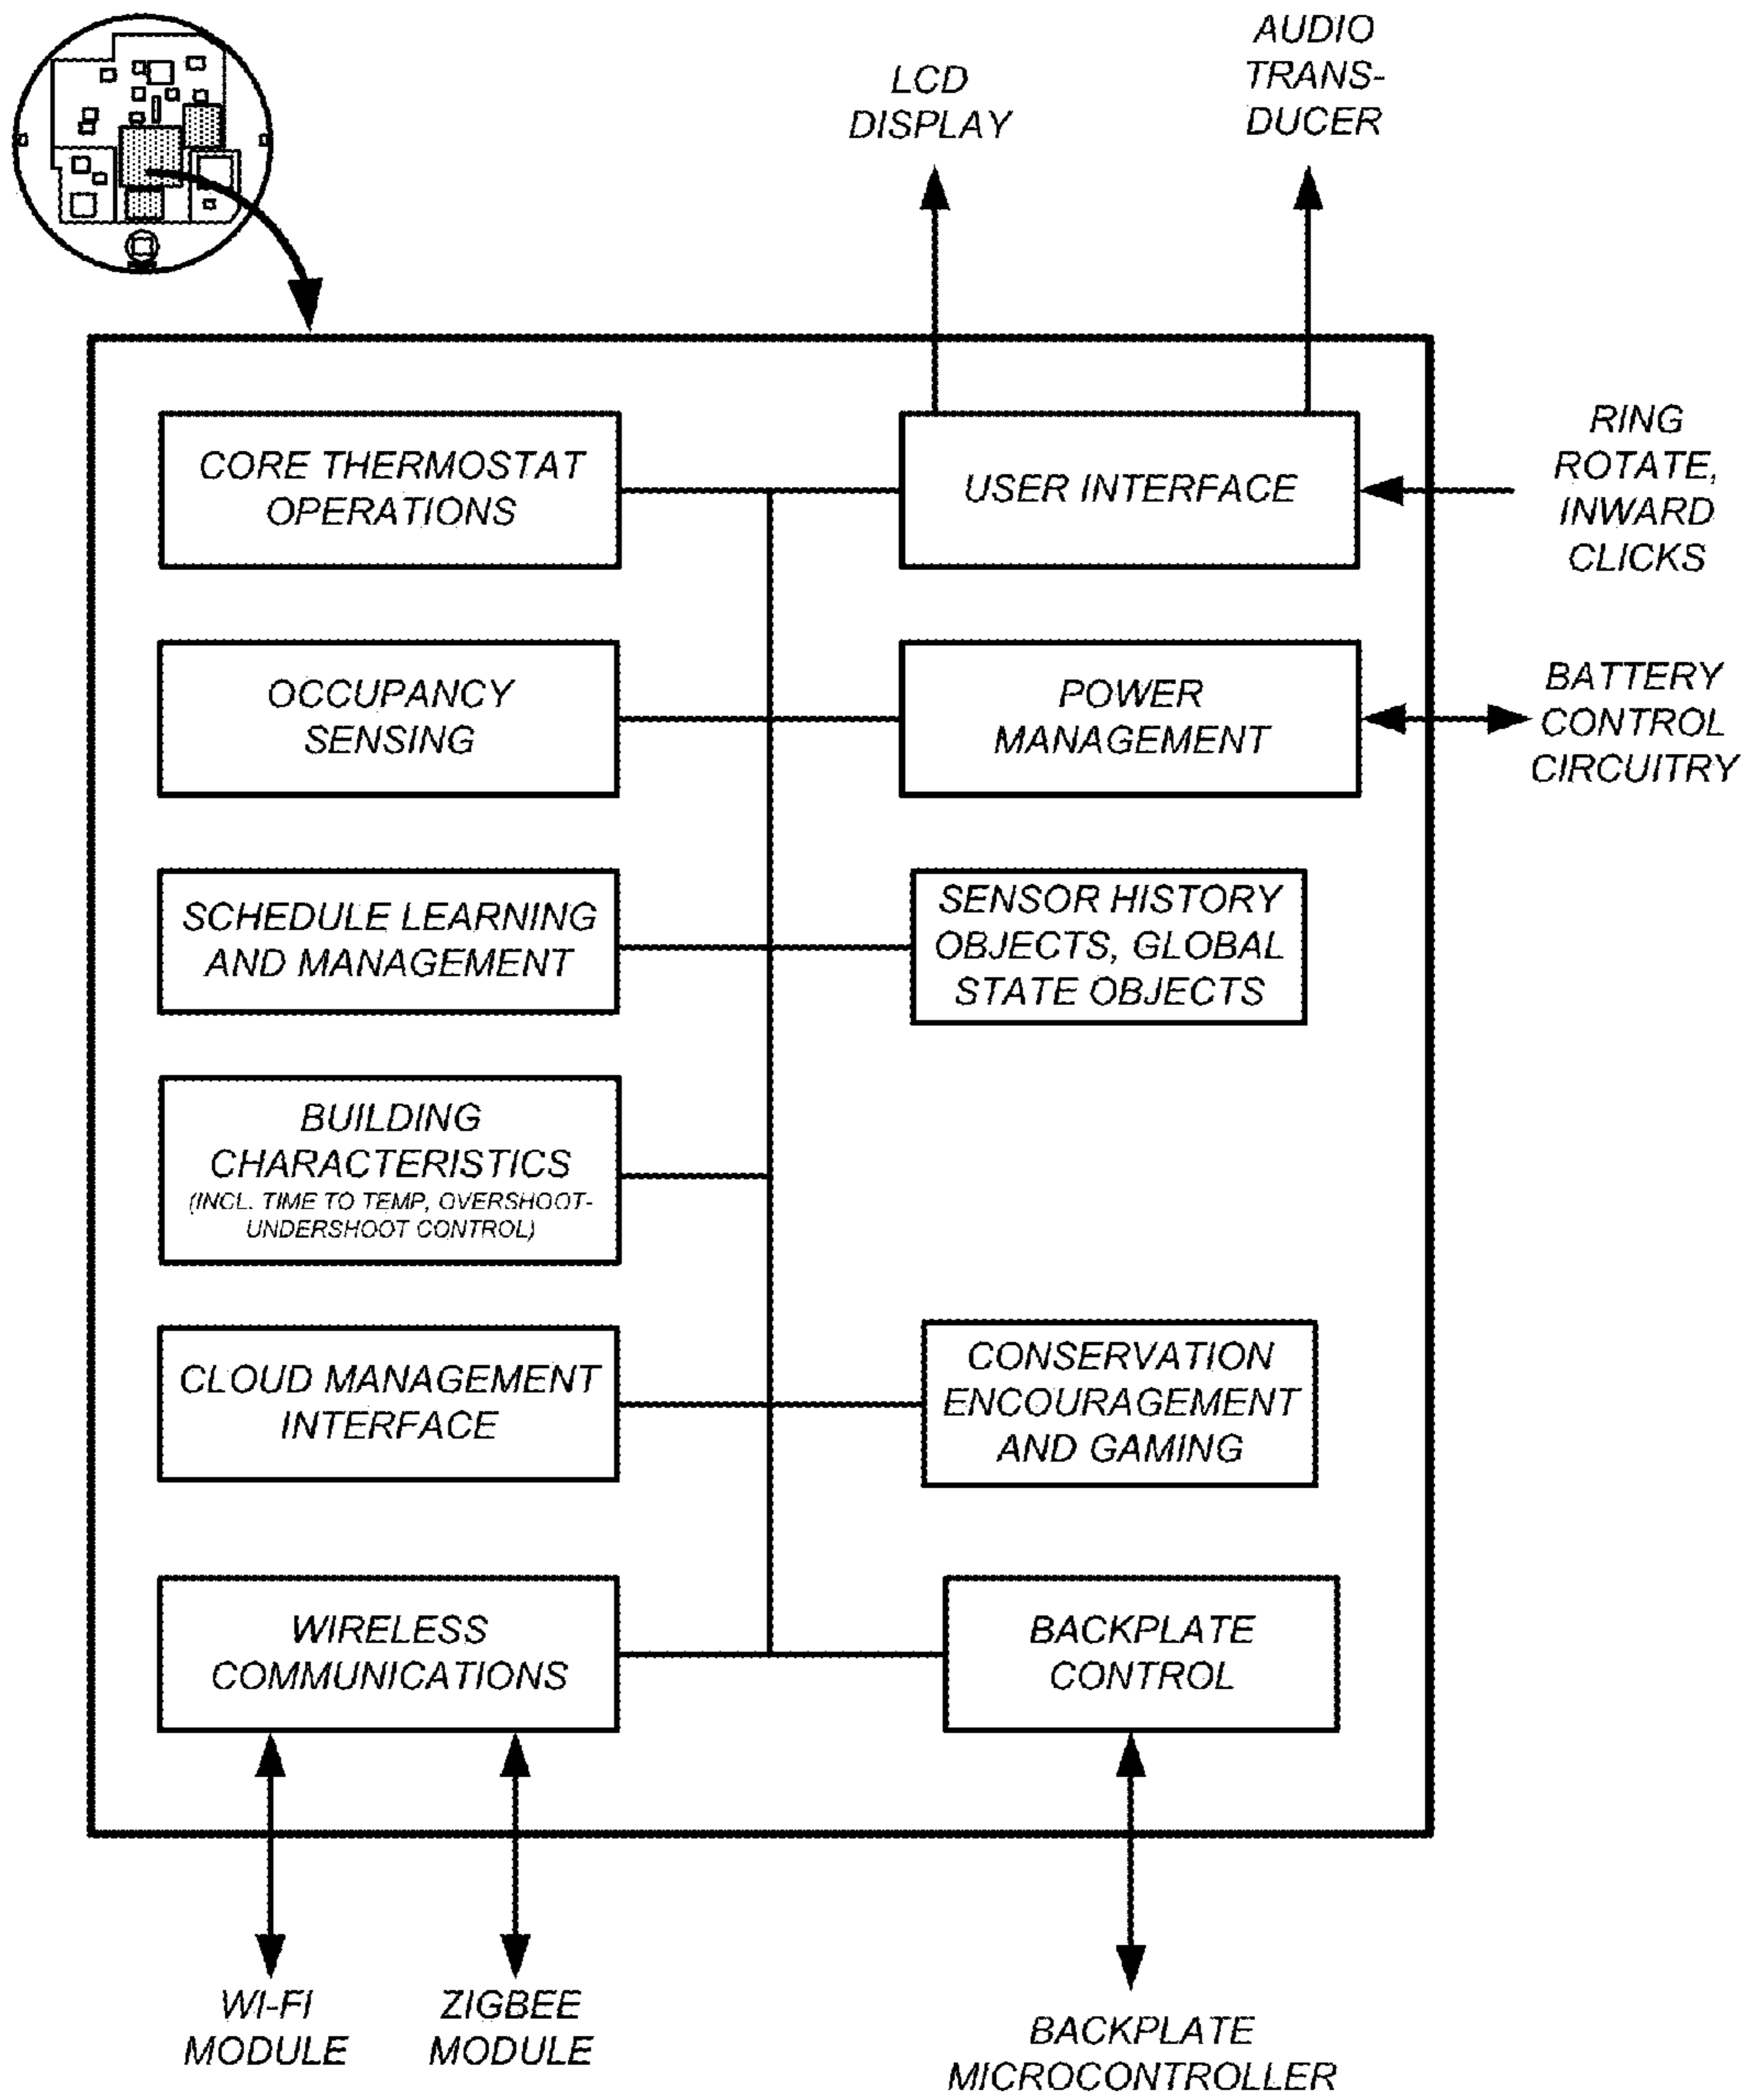 LCD
DISPLAY
AUDIO
TRANS-
DUCER
CORE THERMOSTAT
OPERATIONS
USER INTERFACE
RING
ROTATE,
INWARD
CLICKS
OCCUPANCY
SENSING
POWER
MANAGEMENT
BATTERY
CONTROL
CIRCUITRY
SCHEDULE LEARNING
AND MANAGEMENT
SENSOR HISTORY
OBJECTS, GLOBAL
STATE OBJECTS
BUILDING
CHARACTERISTICS
(INCL. TIME TO TEMP, OVERSHOOT-
UNDERSHOOT CONTROL)
CLOUD MANAGEMENT
INTERFACE
CONSERVATION
ENCOURAGEMENT
AND GAMING
WIRELESS
COMMUNICATIONS
BACKPLATE
CONTROL
WI-FI
MODULE
ZIGBEE
MODULE
BACKPLATE
MICROCONTROLLER